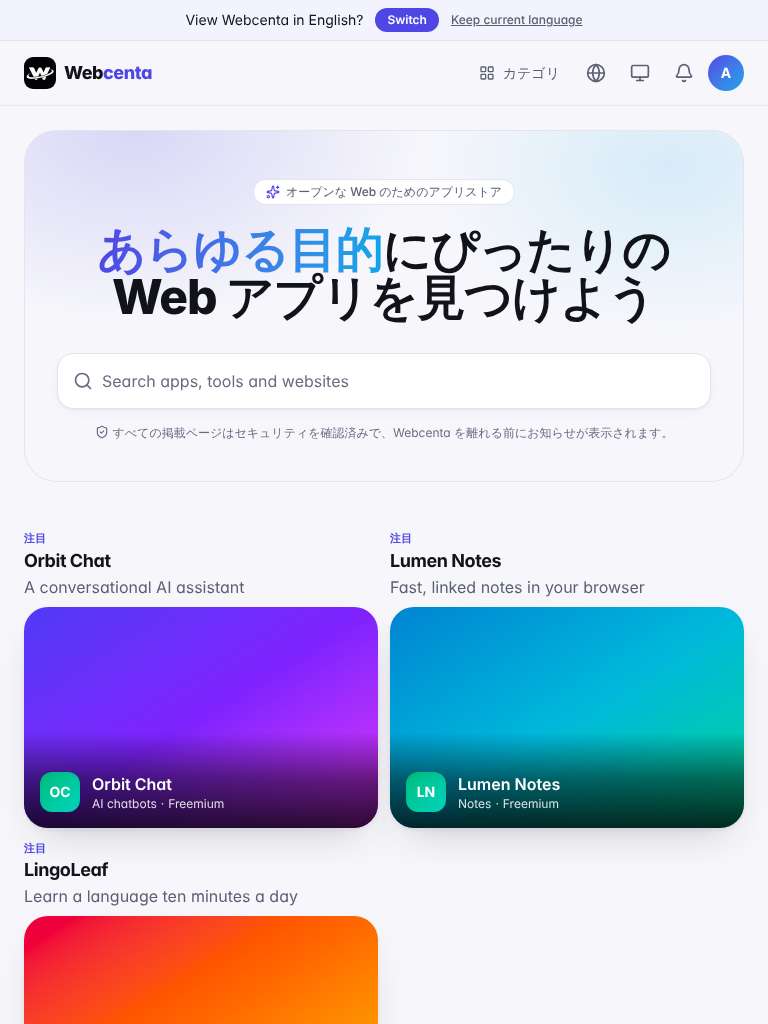 View Webcenta in English? Switch Keep current language
Webcenta
カテゴリ
A
オープンな Web のためのアプリストア
あらゆる目的にぴったりの
Web アプリを見つけよう
Search apps, tools and websites
すべての掲載ページはセキュリティを確認済みで、Webcenta を離れる前にお知らせが表示されます。
注目
Orbit Chat
A conversational AI assistant
OC
Orbit Chat
AI chatbots · Freemium
注目
Lumen Notes
Fast, linked notes in your browser
LN
Lumen Notes
Notes · Freemium
注目
LingoLeaf
Learn a language ten minutes a day